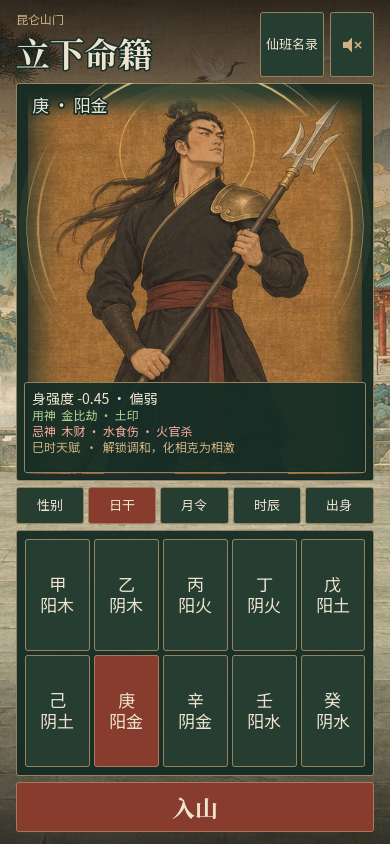 昆仑山门
立下命籍
仙班名录
庚 · 阳金
身强度 -0.45 · 偏弱
用神 金比劫 · 土印
忌神 木财 · 水食伤 · 火官杀
巳时天赋 · 解锁调和，化相克为相激
性别
日干
月令
时辰
出身
甲
阳木
乙
阴木
丙
阳火
丁
阴火
戊
阳土
己
阴土
庚
阳金
辛
阴金
壬
阳水
癸
阴水
入山